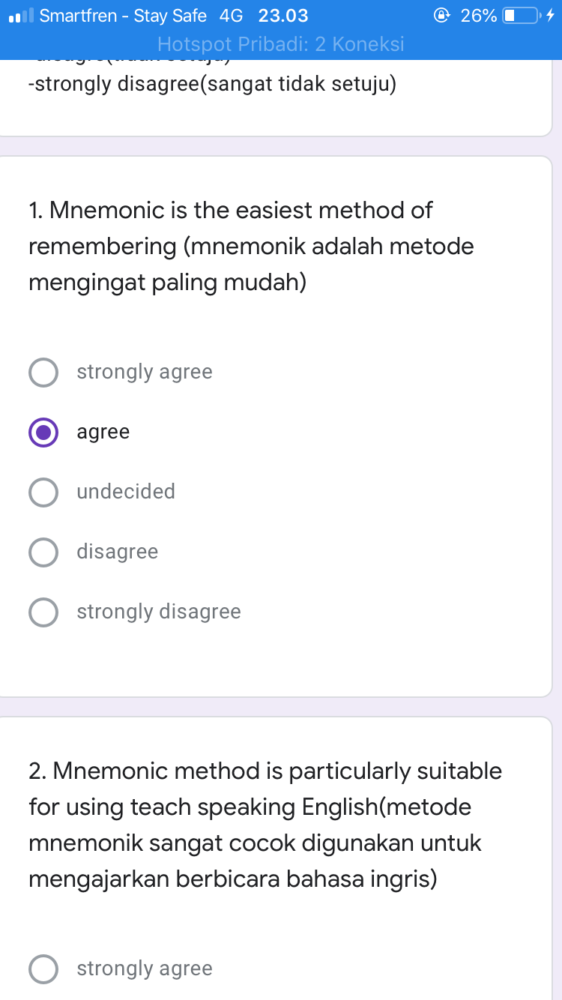 Smartfren - Stay Safe 4G 23.03 26%
Hotspot Pribadi: 2 Koneksi
-strongly disagree(sangat tidak setuju)
1. Mnemonic is the easiest method of
remembering (mnemonik adalah metode
mengingat paling mudah)
strongly agree
agree
undecided
disagree
strongly disagree
2. Mnemonic method is particularly suitable
for using teach speaking English(metode
mnemonik sangat cocok digunakan untuk
mengajarkan berbicara bahasa ingris)
strongly agree